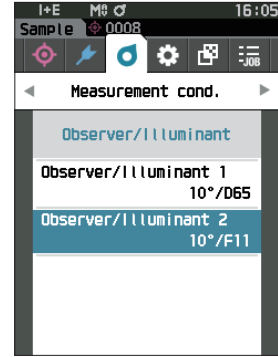 I+E M0 16:05
Sample 0008
JOB
Measurement cond.
Observer/Illuminant
Observer/Illuminant 1
10°/D65
Observer/Illuminant 2
10°/F11